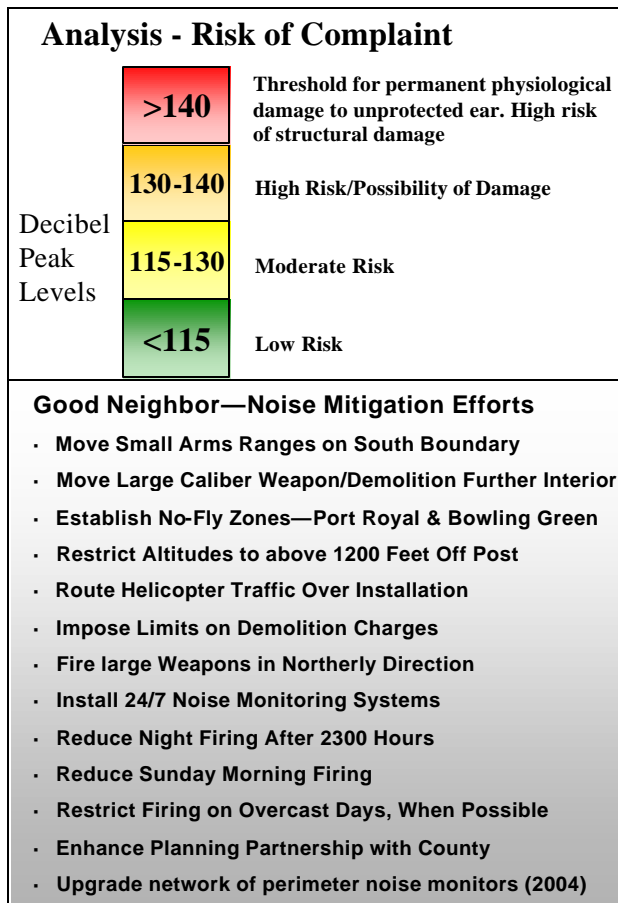 Analysis - Risk of Complaint
>140
Threshold for permanent physiological
damage to unprotected ear. High risk
of structural damage
130-140
High Risk/Possibility of Damage
Decibel
Peak
Levels
115-130
Moderate Risk
<115
Low Risk
Good Neighbor—Noise Mitigation Efforts
· Move Small Arms Ranges on South Boundary
· Move Large Caliber Weapon/Demolition Further Interior
· Establish No-Fly Zones—Port Royal & Bowling Green
· Restrict Altitudes to above 1200 Feet Off Post
· Route Helicopter Traffic Over Installation
· Impose Limits on Demolition Charges
· Fire large Weapons in Northerly Direction
· Install 24/7 Noise Monitoring Systems
· Reduce Night Firing After 2300 Hours
· Reduce Sunday Morning Firing
· Restrict Firing on Overcast Days, When Possible
· Enhance Planning Partnership with County
· Upgrade network of perimeter noise monitors (2004)